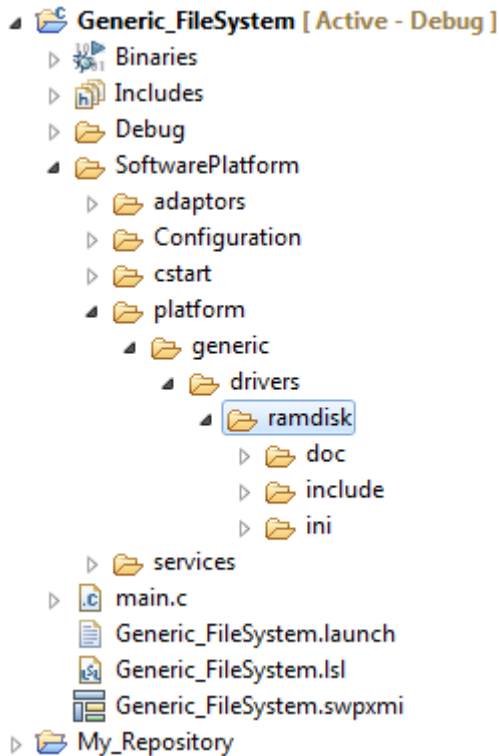 Generic_FileSystem [ Active - Debug ]
Binaries
Includes
Debug
SoftwarePlatform
adaptors
Configuration
cstart
platform
generic
drivers
ramdisk
doc
include
ini
services
main.c
Generic_FileSystem.launch
Generic_FileSystem.lsl
Generic_FileSystem.swpxmi
My_Repository